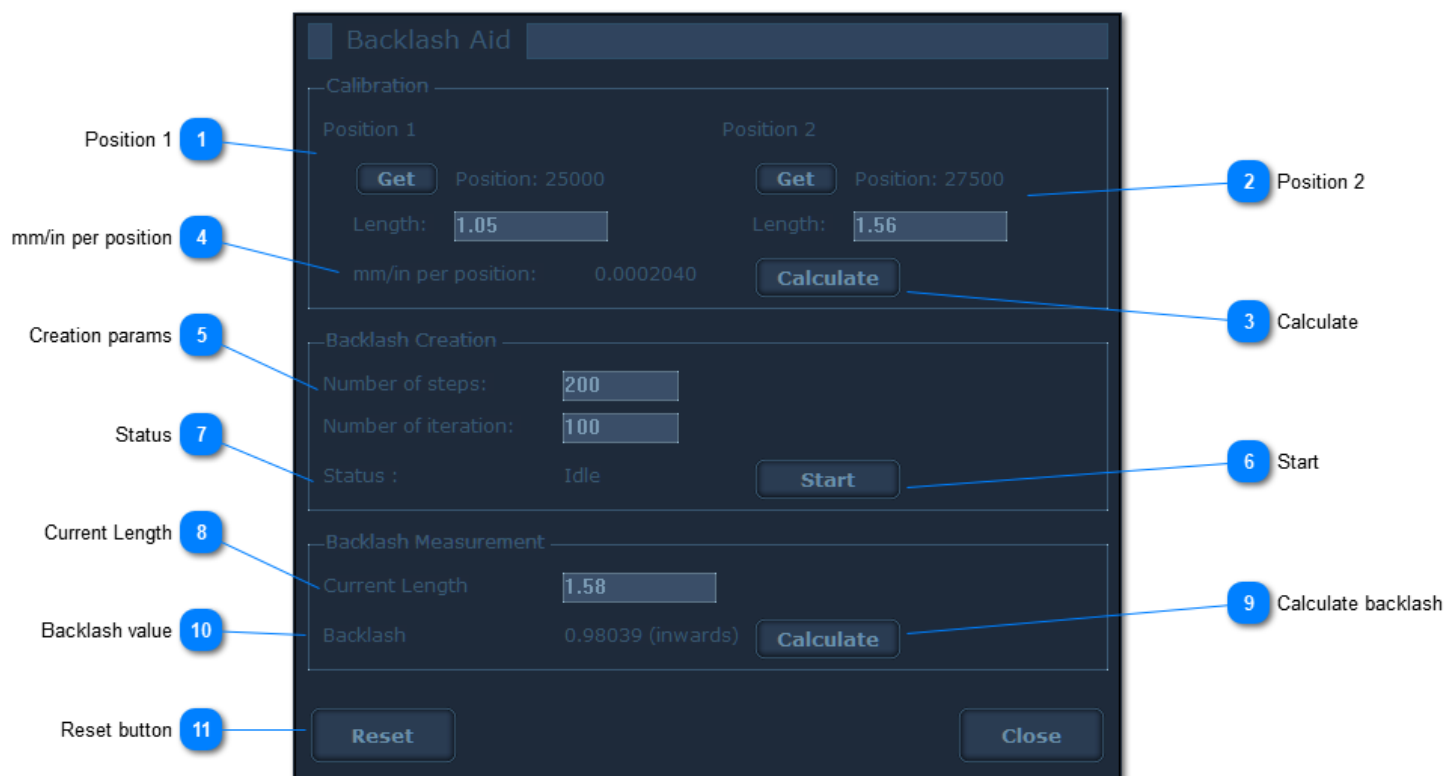 Backlash Aid
Calibration
Position 1 Position 2
Position 1 1
Get Position: 25000 Get Position: 27500
2 Position 2
Length: 1.05 Length: 1.56
mm/in per position 4
mm/in per position: 0.0002040 Calculate
3 Calculate
Creation params 5
Backlash Creation
Number of steps: 200
Number of iteration: 100
Status 7
6 Start
Status : Idle Start
Current Length 8
Backlash Measurement
Current Length 1.58
9 Calculate backlash
Backlash value 10
Backlash 0.98039 (inwards) Calculate
Reset button 11
Reset Close